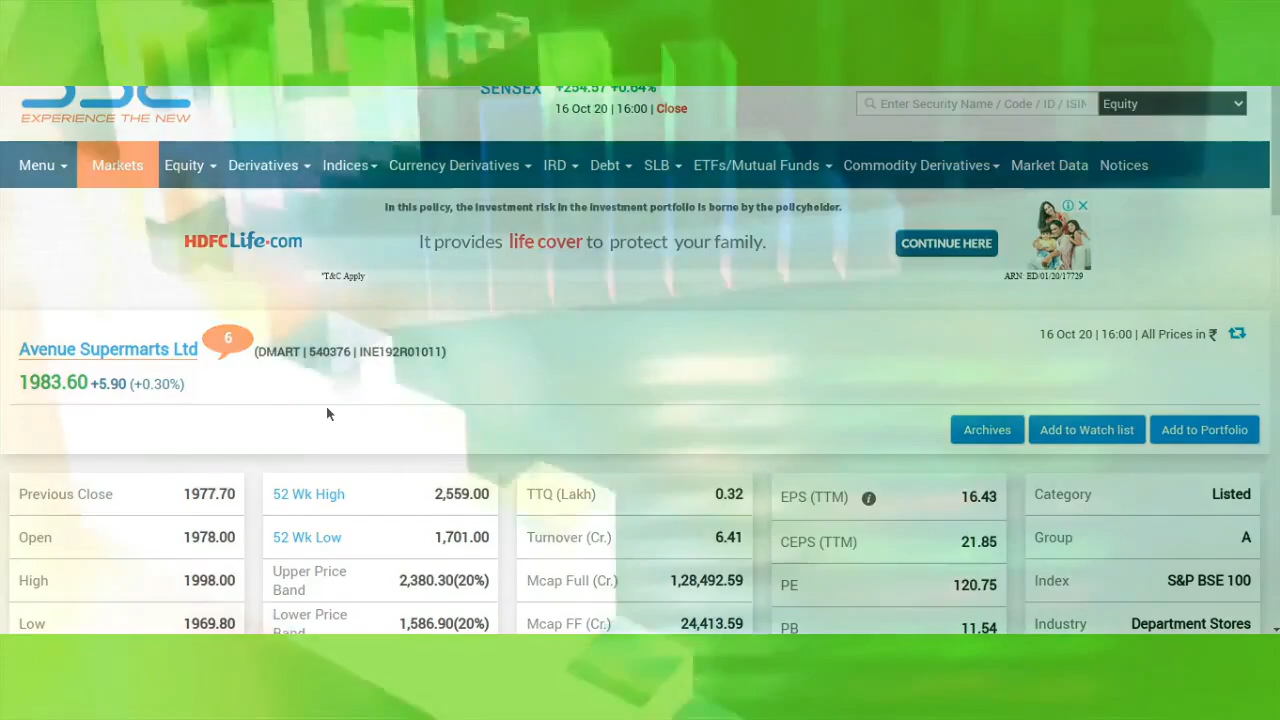 SENSEX +254.57 +0.64%
16 Oct 20 | 16:00 | Close
EXPERIENCE THE NEW
Enter Security Name / Code / ID / ISIN
Equity
Menu Markets Equity Derivatives Indices Currency Derivatives IRD Debt SLB ETFs/Mutual Funds Commodity Derivatives Market Data Notices
In this policy, the investment risk in the investment portfolio is borne by the policyholder.
HDFC Life.com
It provides life cover to protect your family.
CONTINUE HERE
*T&C Apply
ARN: ED/01/20/17729
Avenue Supermarts Ltd
6
(DMART | 540376 | INE192R01011)
16 Oct 20 | 16:00 | All Prices in ₹
1983.60 +5.90 (+0.30%)
Archives
Add to Watch list
Add to Portfolio
Previous Close 1977.70
Open 1978.00
High 1998.00
Low 1969.80
52 Wk High 2,559.00
52 Wk Low 1,701.00
Upper Price Band 2,380.30(20%)
Lower Price Band 1,586.90(20%)
TTQ (Lakh) 0.32
Turnover (Cr.) 6.41
Mcap Full (Cr.) 1,28,492.59
Mcap FF (Cr.) 24,413.59
EPS (TTM) 16.43
CEPS (TTM) 21.85
PE 120.75
PB 11.54
Category Listed
Group A
Index S&P BSE 100
Industry Department Stores